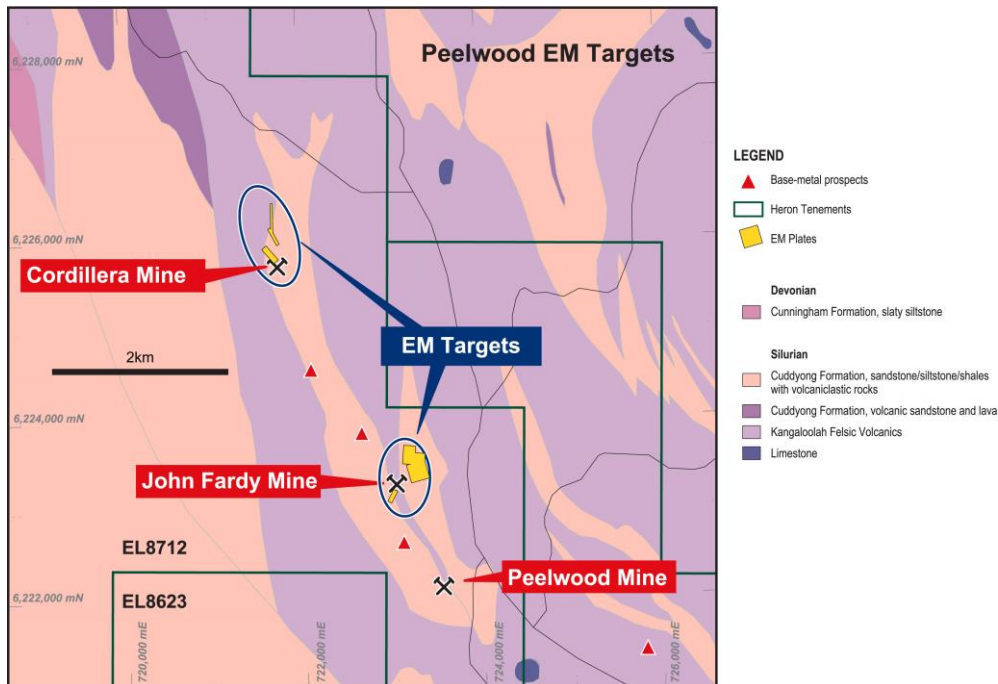 Peelwood EM Targets
6,228,000 mN
6,226,000 mN
Cordillera Mine
EM Targets
2km
6,224,000 mN
John Fardy Mine
EL8712
Peelwood Mine
EL8623
6,222,000 mN
720,000 mE
722,000 mE
724,000 mE
726,000 mE
LEGEND
Base-metal prospects
Heron Tenements
EM Plates
Devonian
Cunningham Formation, slaty siltstone
Silurian
Cuddyong Formation, sandstone/siltstone/shales
with volcaniclastic rocks
Cuddyong Formation, volcanic sandstone and lava
Kangaloolah Felsic Volcanics
Limestone